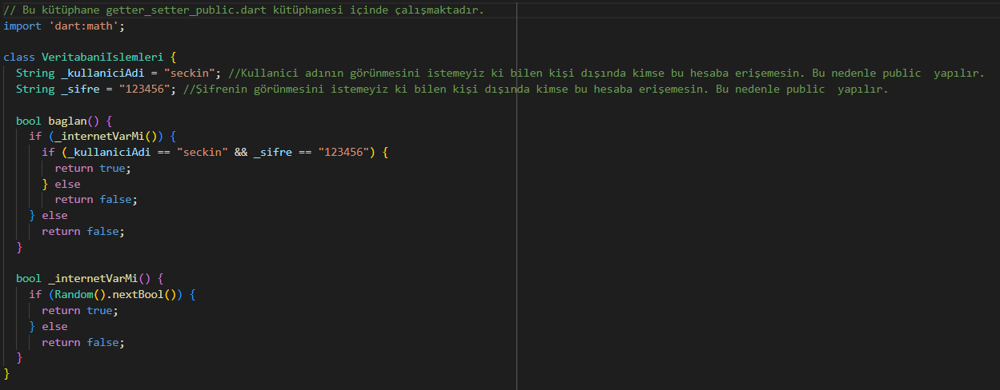 // Bu kütüphane getter_setter_public.dart kütüphanesi içinde çalışmaktadır.
import 'dart:math';
class VeritabaniIslemleri {
String _kullaniciAdi = "seckin"; //Kullanici adının görünmesini istemeyiz ki bilen kişi dışında kimse bu hesaba erişemesin. Bu nedenle public  yapılır.
String _sifre = "123456"; //Şifrenin görünmesini istemeyiz ki bilen kişi dışında kimse bu hesaba erişemesin. Bu nedenle public  yapılır.
bool baglan() {
if (_internetVarMi()) {
if (_kullaniciAdi == "seckin" && _sifre == "123456") {
return true;
} else
return false;
} else
return false;
}
bool _internetVarMi() {
if (Random().nextBool()) {
return true;
} else
return false;
}
}